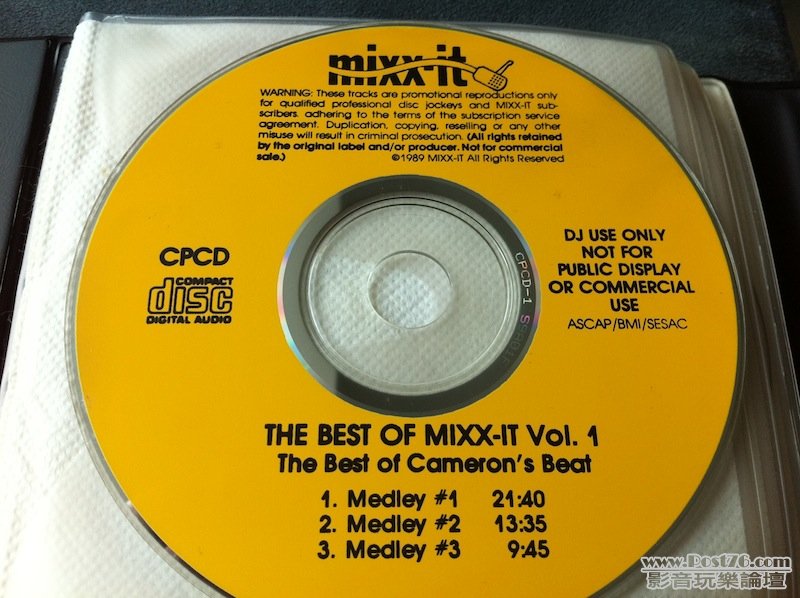 mixx-it
WARNING: These tracks are promotional reproductions only
for qualified professional disc jockeys and MIXX-IT sub-
scribers. adhering to the terms of the subscription service
agreement. Duplication, copying, reselling or any other
misuse will result in criminal prosecution. (All rights retained
by the original label and/or producer. Not for commercial
sale.) ©1989 MIXX-IT All Rights Reserved
CPCD
COMPACT
disc
DIGITAL AUDIO
CPCD-1
DJ USE ONLY
NOT FOR
PUBLIC DISPLAY
OR COMMERCIAL
USE
ASCAP/BMI/SESAC
THE BEST OF MIXX-IT Vol. 1
The Best of Cameron's Beat
1. Medley #1 21:40
2. Medley #2 13:35
3. Medley #3 9:45
www.Post76.com
影音玩樂論壇